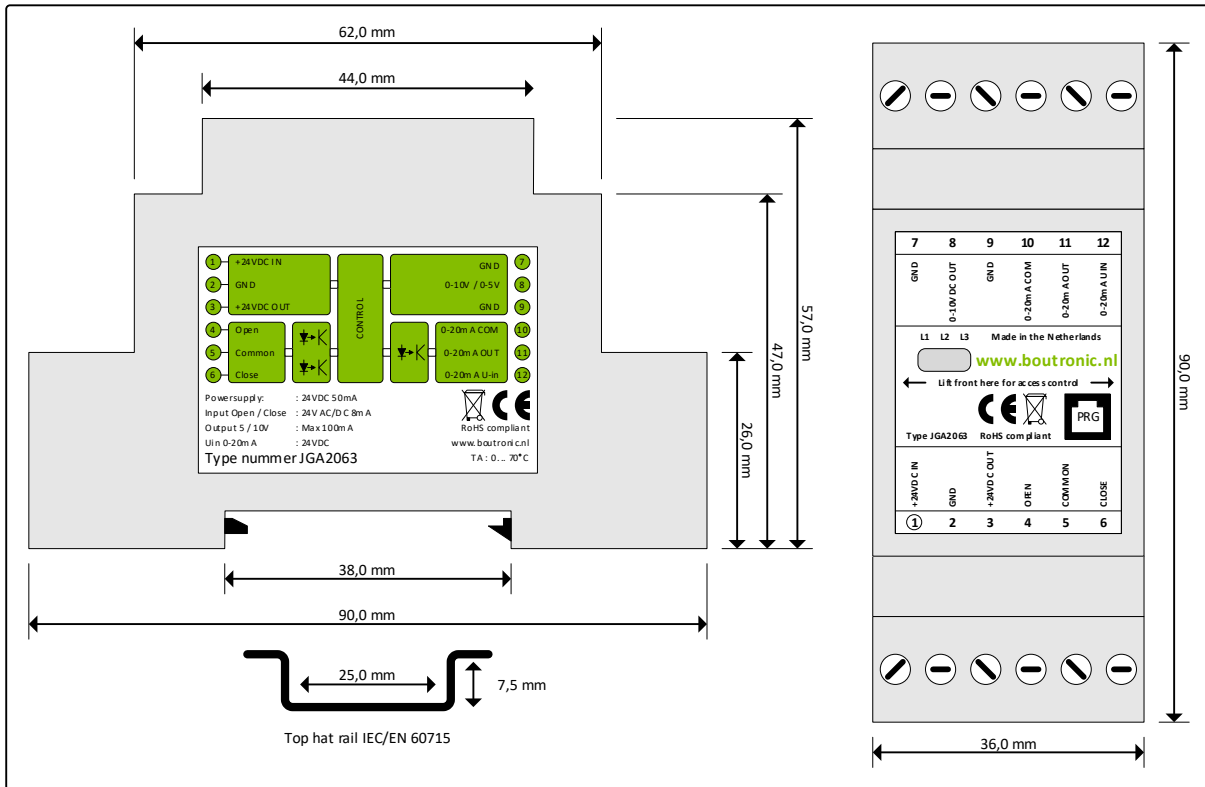 62,0 mm
44,0 mm
57,0 mm
47,0 mm
26,0 mm
1 +24VDC IN
2 GND
3 +24VDC OUT
4 Open
5 Common
6 Close
CONTROL
GND 7
0-10V / 0-5V 8
GND 9
0-20mA COM 10
0-20mA OUT 11
0-20mA U-in 12
Powersupply: : 24VDC 50mA
Input Open / Close : 24V AC/DC 8mA
Output 5 / 10V : Max 100mA
Uin 0-20mA : 24VDC
Type nummer JGA2063
CE
RoHS compliant
www.boutronic.nl
TA : 0... 70°C
38,0 mm
90,0 mm
25,0 mm
7,5 mm
Top hat rail IEC/EN 60715
7 8 9 10 11 12
GND
0-10VDC OUT
GND
0-20mA COM
0-20mA OUT
0-20mA UIN
L1 L2 L3 Made in the Netherlands
www.boutronic.nl
Lift front here for access control
CE
PRG
Type JGA2063 RoHS compliant
+24VDC IN
GND
+24VDC OUT
OPEN
COMMON
CLOSE
1 2 3 4 5 6
90,0 mm
36,0 mm